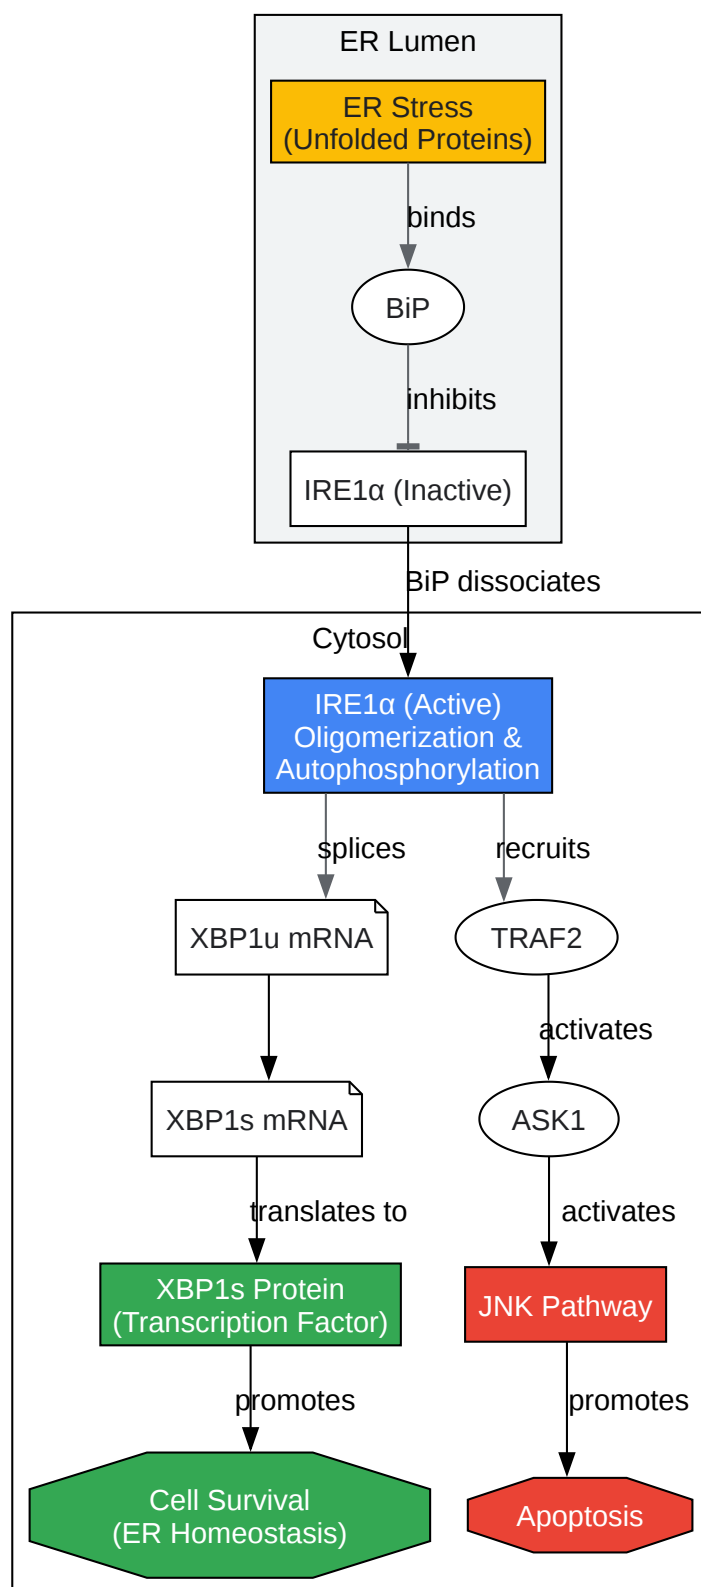 ER Lumen
ER Stress
(Unfolded Proteins)
binds
BiP
inhibits
IRE1α (Inactive)
BiP dissociates
Cytosol
IRE1α (Active)
Oligomerization &
Autophosphorylation
splices
recruits
XBP1u mRNA
TRAF2
activates
XBP1s mRNA
ASK1
translates to
activates
XBP1s Protein
(Transcription Factor)
JNK Pathway
promotes
promotes
Cell Survival
(ER Homeostasis)
Apoptosis